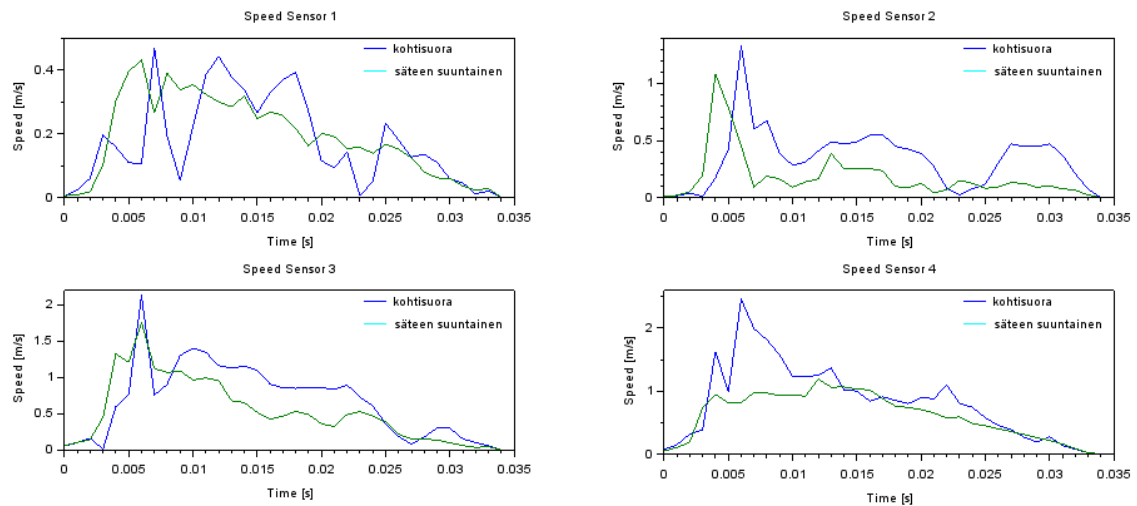 Speed Sensor 1
Speed [m/s]
0.4
0.2
0
kohtisuora
säteen suuntainen
0 0.005 0.01 0.015 0.02 0.025 0.03 0.035
Time [s]
Speed Sensor 2
Speed [m/s]
1
0.5
0
kohtisuora
säteen suuntainen
0 0.005 0.01 0.015 0.02 0.025 0.03 0.035
Time [s]
Speed Sensor 3
Speed [m/s]
2
1.5
1
0.5
0
kohtisuora
säteen suuntainen
0 0.005 0.01 0.015 0.02 0.025 0.03 0.035
Time [s]
Speed Sensor 4
Speed [m/s]
2
1
0
kohtisuora
säteen suuntainen
0 0.005 0.01 0.015 0.02 0.025 0.03 0.035
Time [s]